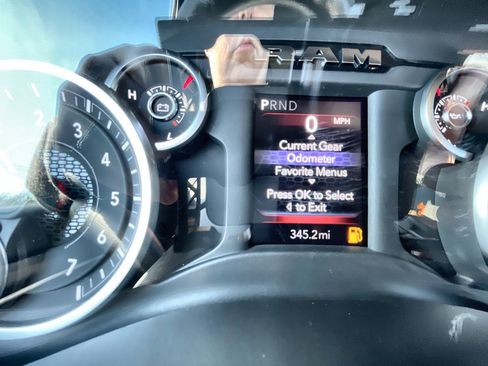 RAM
H
L
H
PRND
0 MPH
Current Gear
Odometer
Favorite Menus
Press OK to Select
to Exit
345.2mi
2
3
4
5
6
7